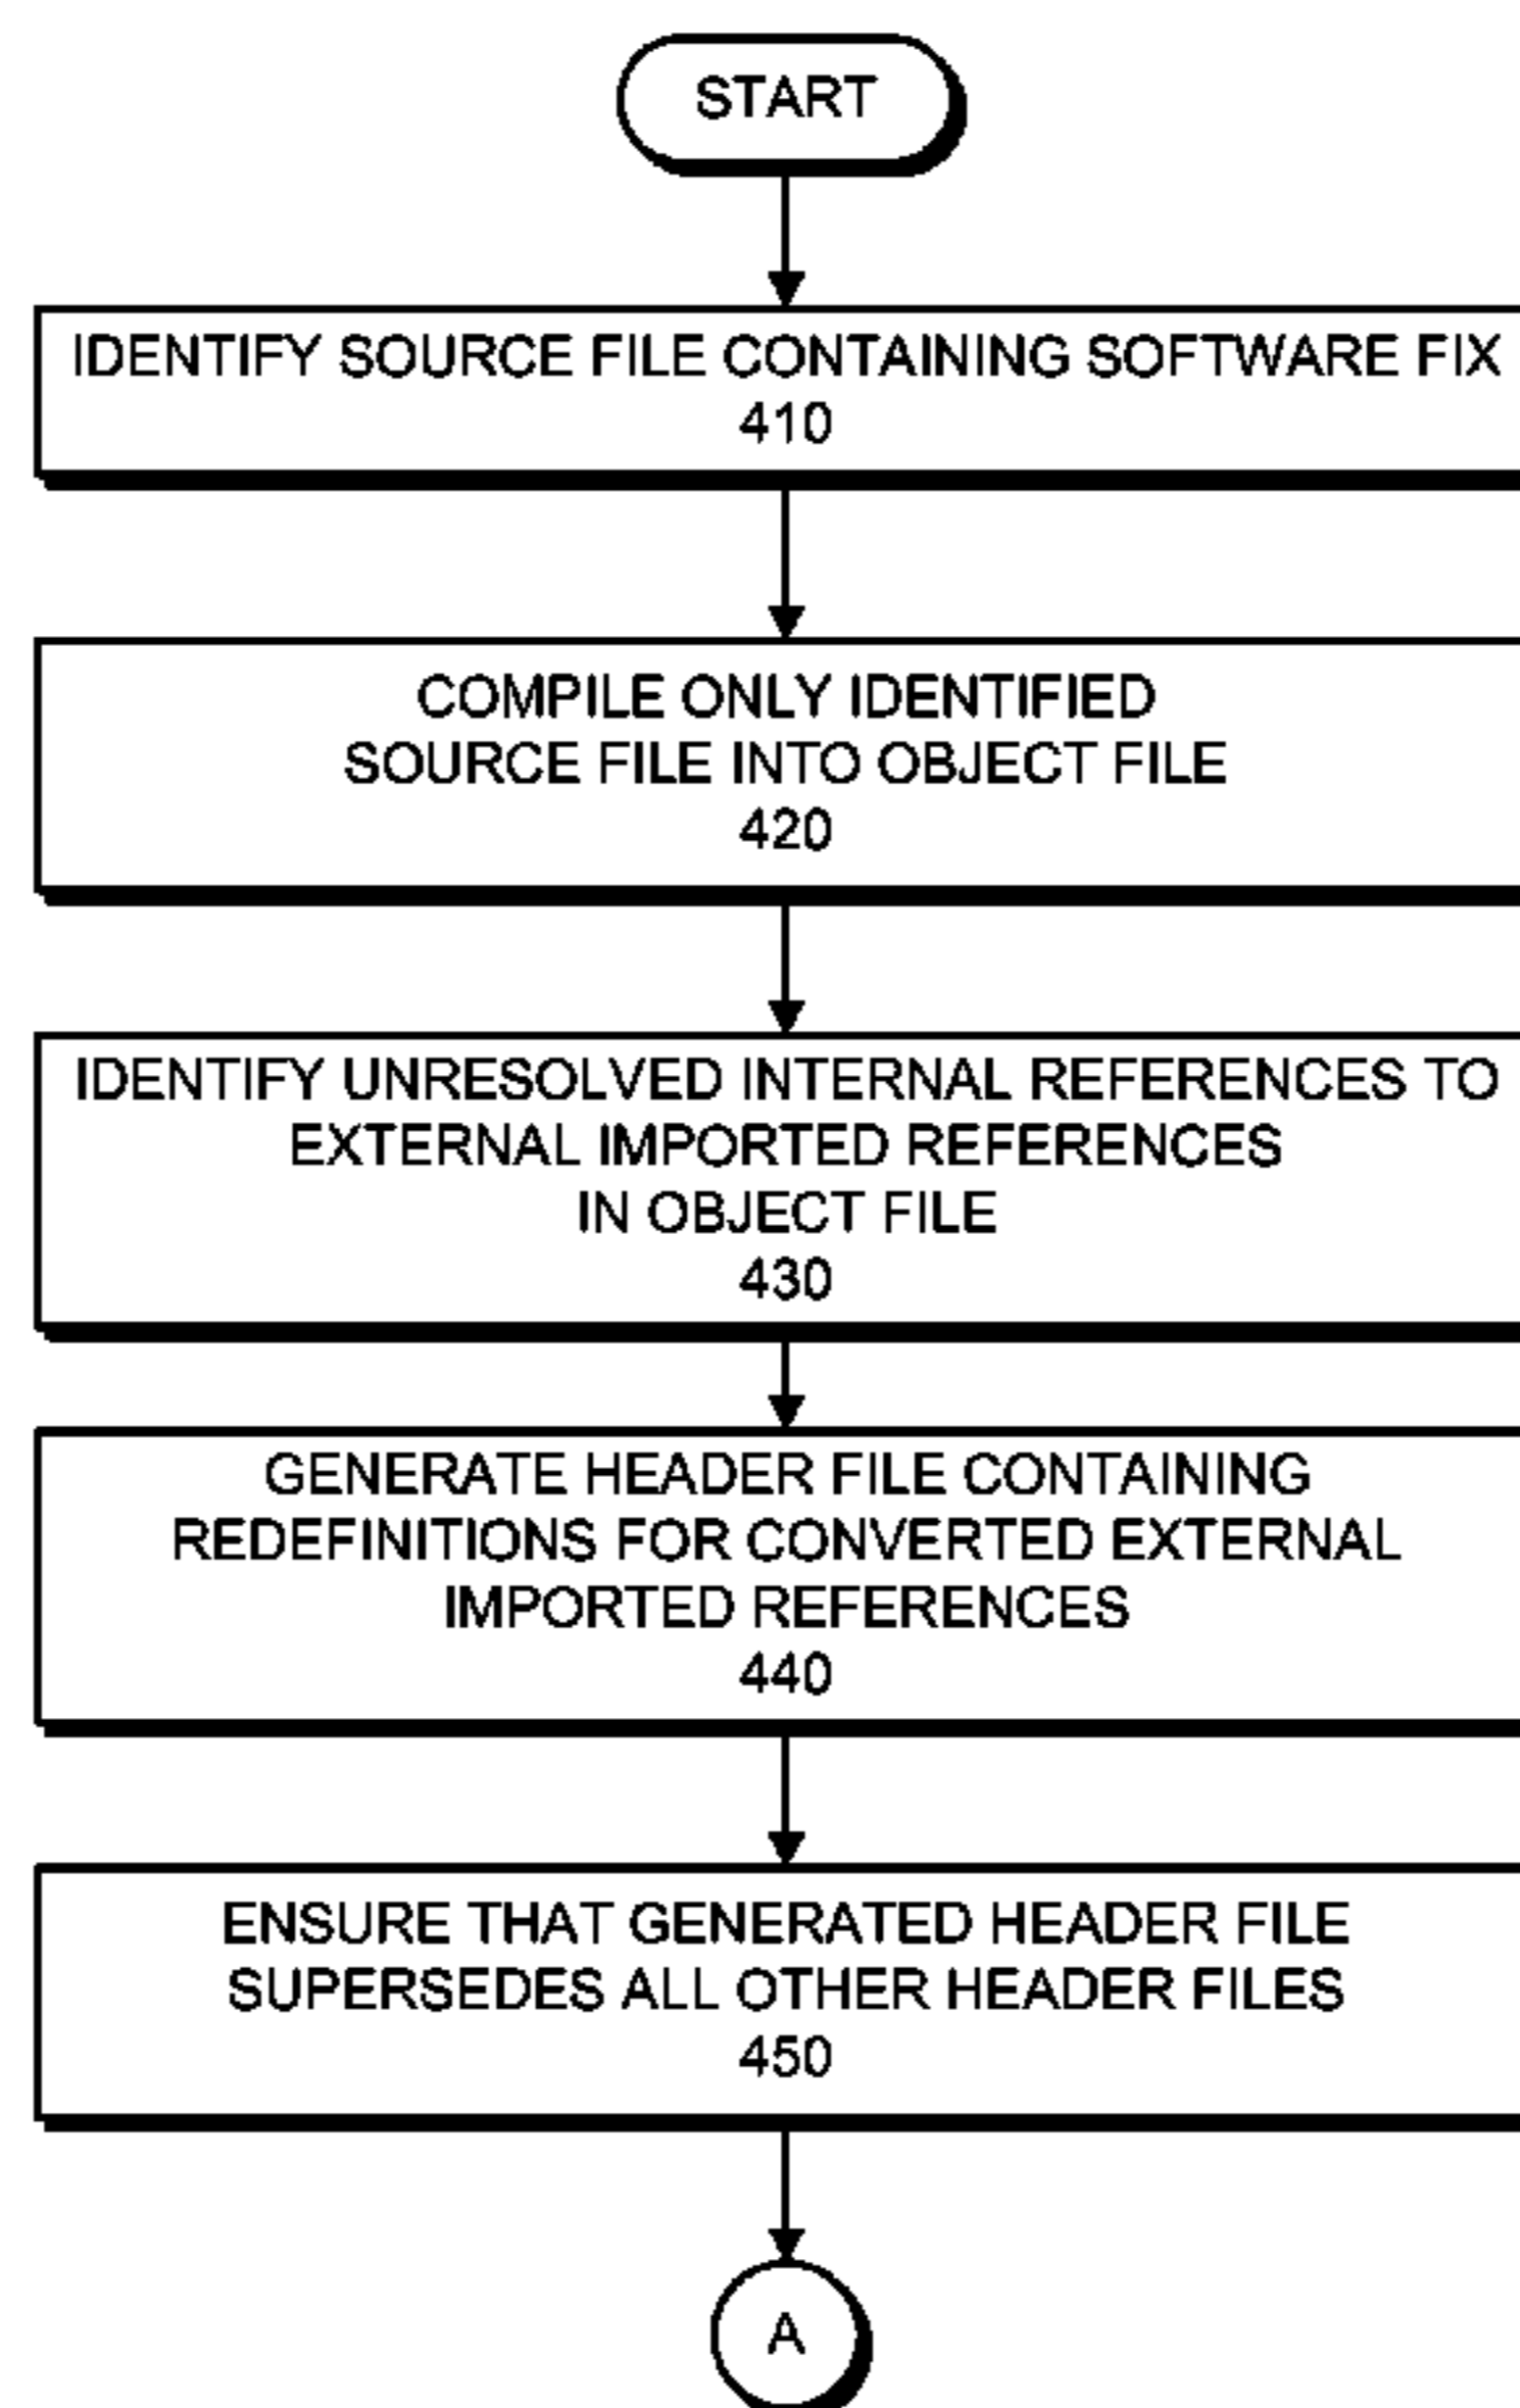 START
IDENTIFY SOURCE FILE CONTAINING SOFTWARE FIX
410
COMPILE ONLY IDENTIFIED
SOURCE FILE INTO OBJECT FILE
420
IDENTIFY UNRESOLVED INTERNAL REFERENCES TO
EXTERNAL IMPORTED REFERENCES
IN OBJECT FILE
430
GENERATE HEADER FILE CONTAINING
REDEFINITIONS FOR CONVERTED EXTERNAL
IMPORTED REFERENCES
440
ENSURE THAT GENERATED HEADER FILE
SUPERSEDES ALL OTHER HEADER FILES
450
A